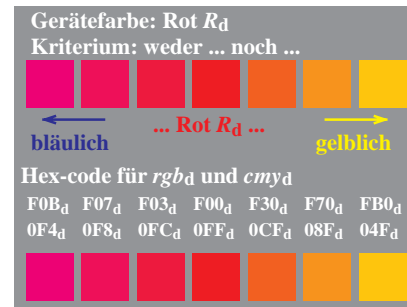 Gerätefarbe: Rot Rd
Kriterium: weder ... noch ...
... Rot Rd ...
bläulich gelblich
Hex-code für rgbd und cmyd
F0Bd F07d F03d F00d F30d F70d FB0d
0F4d 0F8d 0FCd 0FFd 0CFd 08Fd 04Fd